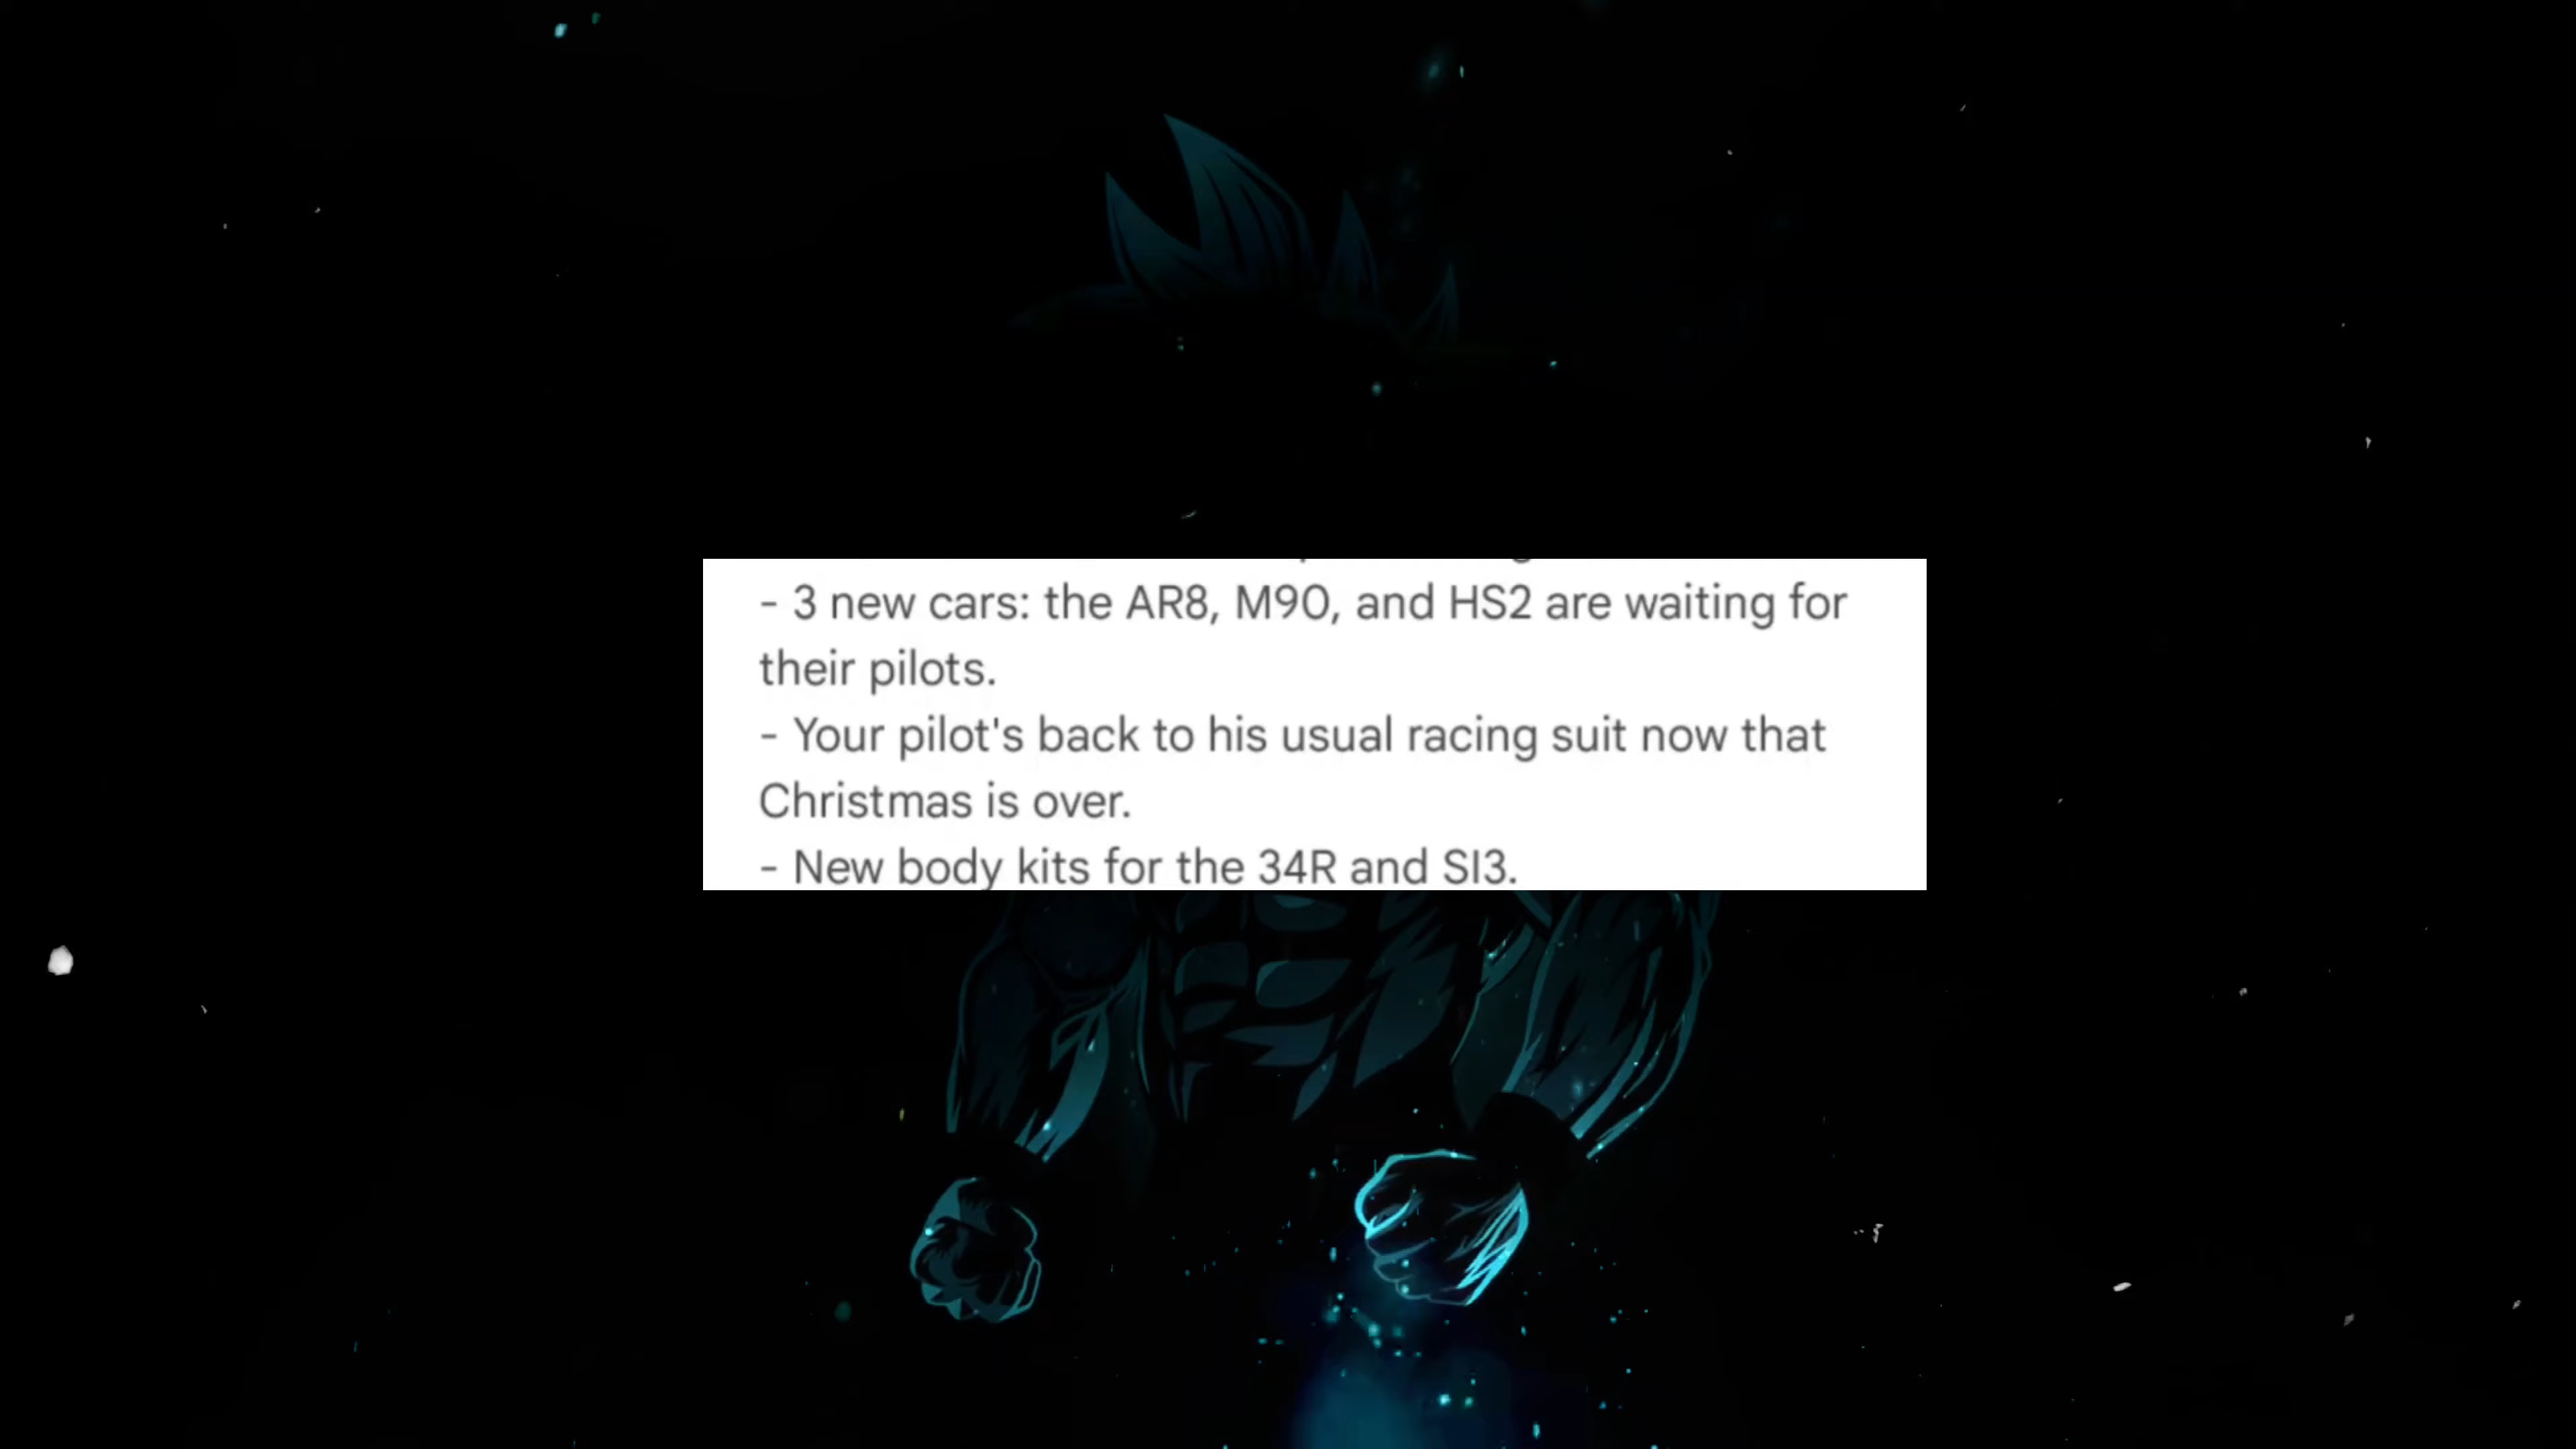 - 3 new cars: the AR8, M90, and HS2 are waiting for
their pilots.
- Your pilot's back to his usual racing suit now that
Christmas is over.
- New body kits for the 34R and SI3.